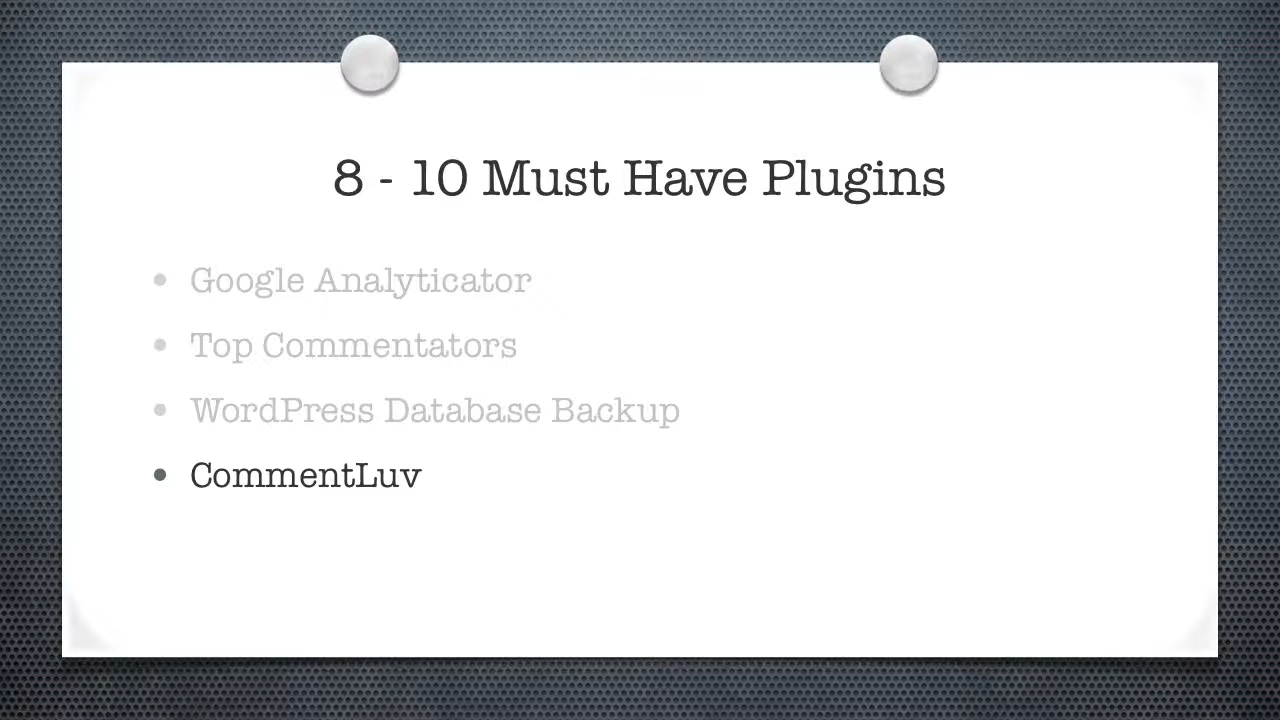 8 - 10 Must Have Plugins
• Google Analyticator
• Top Commentators
• WordPress Database Backup
• CommentLuv